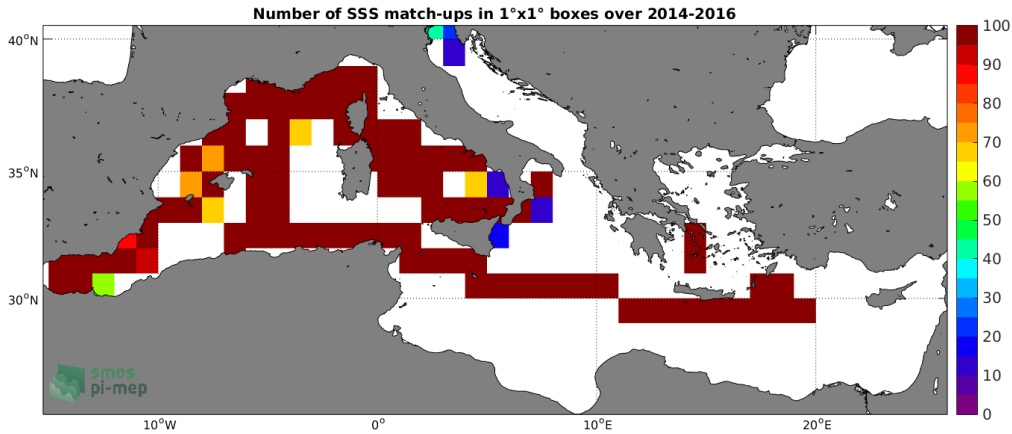 Number of SSS match-ups in 1°x1° boxes over 2014-2016
40°N
35°N
30°N
10°W
0°
10°E
20°E
100
90
80
70
60
50
40
30
20
10
0
smos
pi-mep